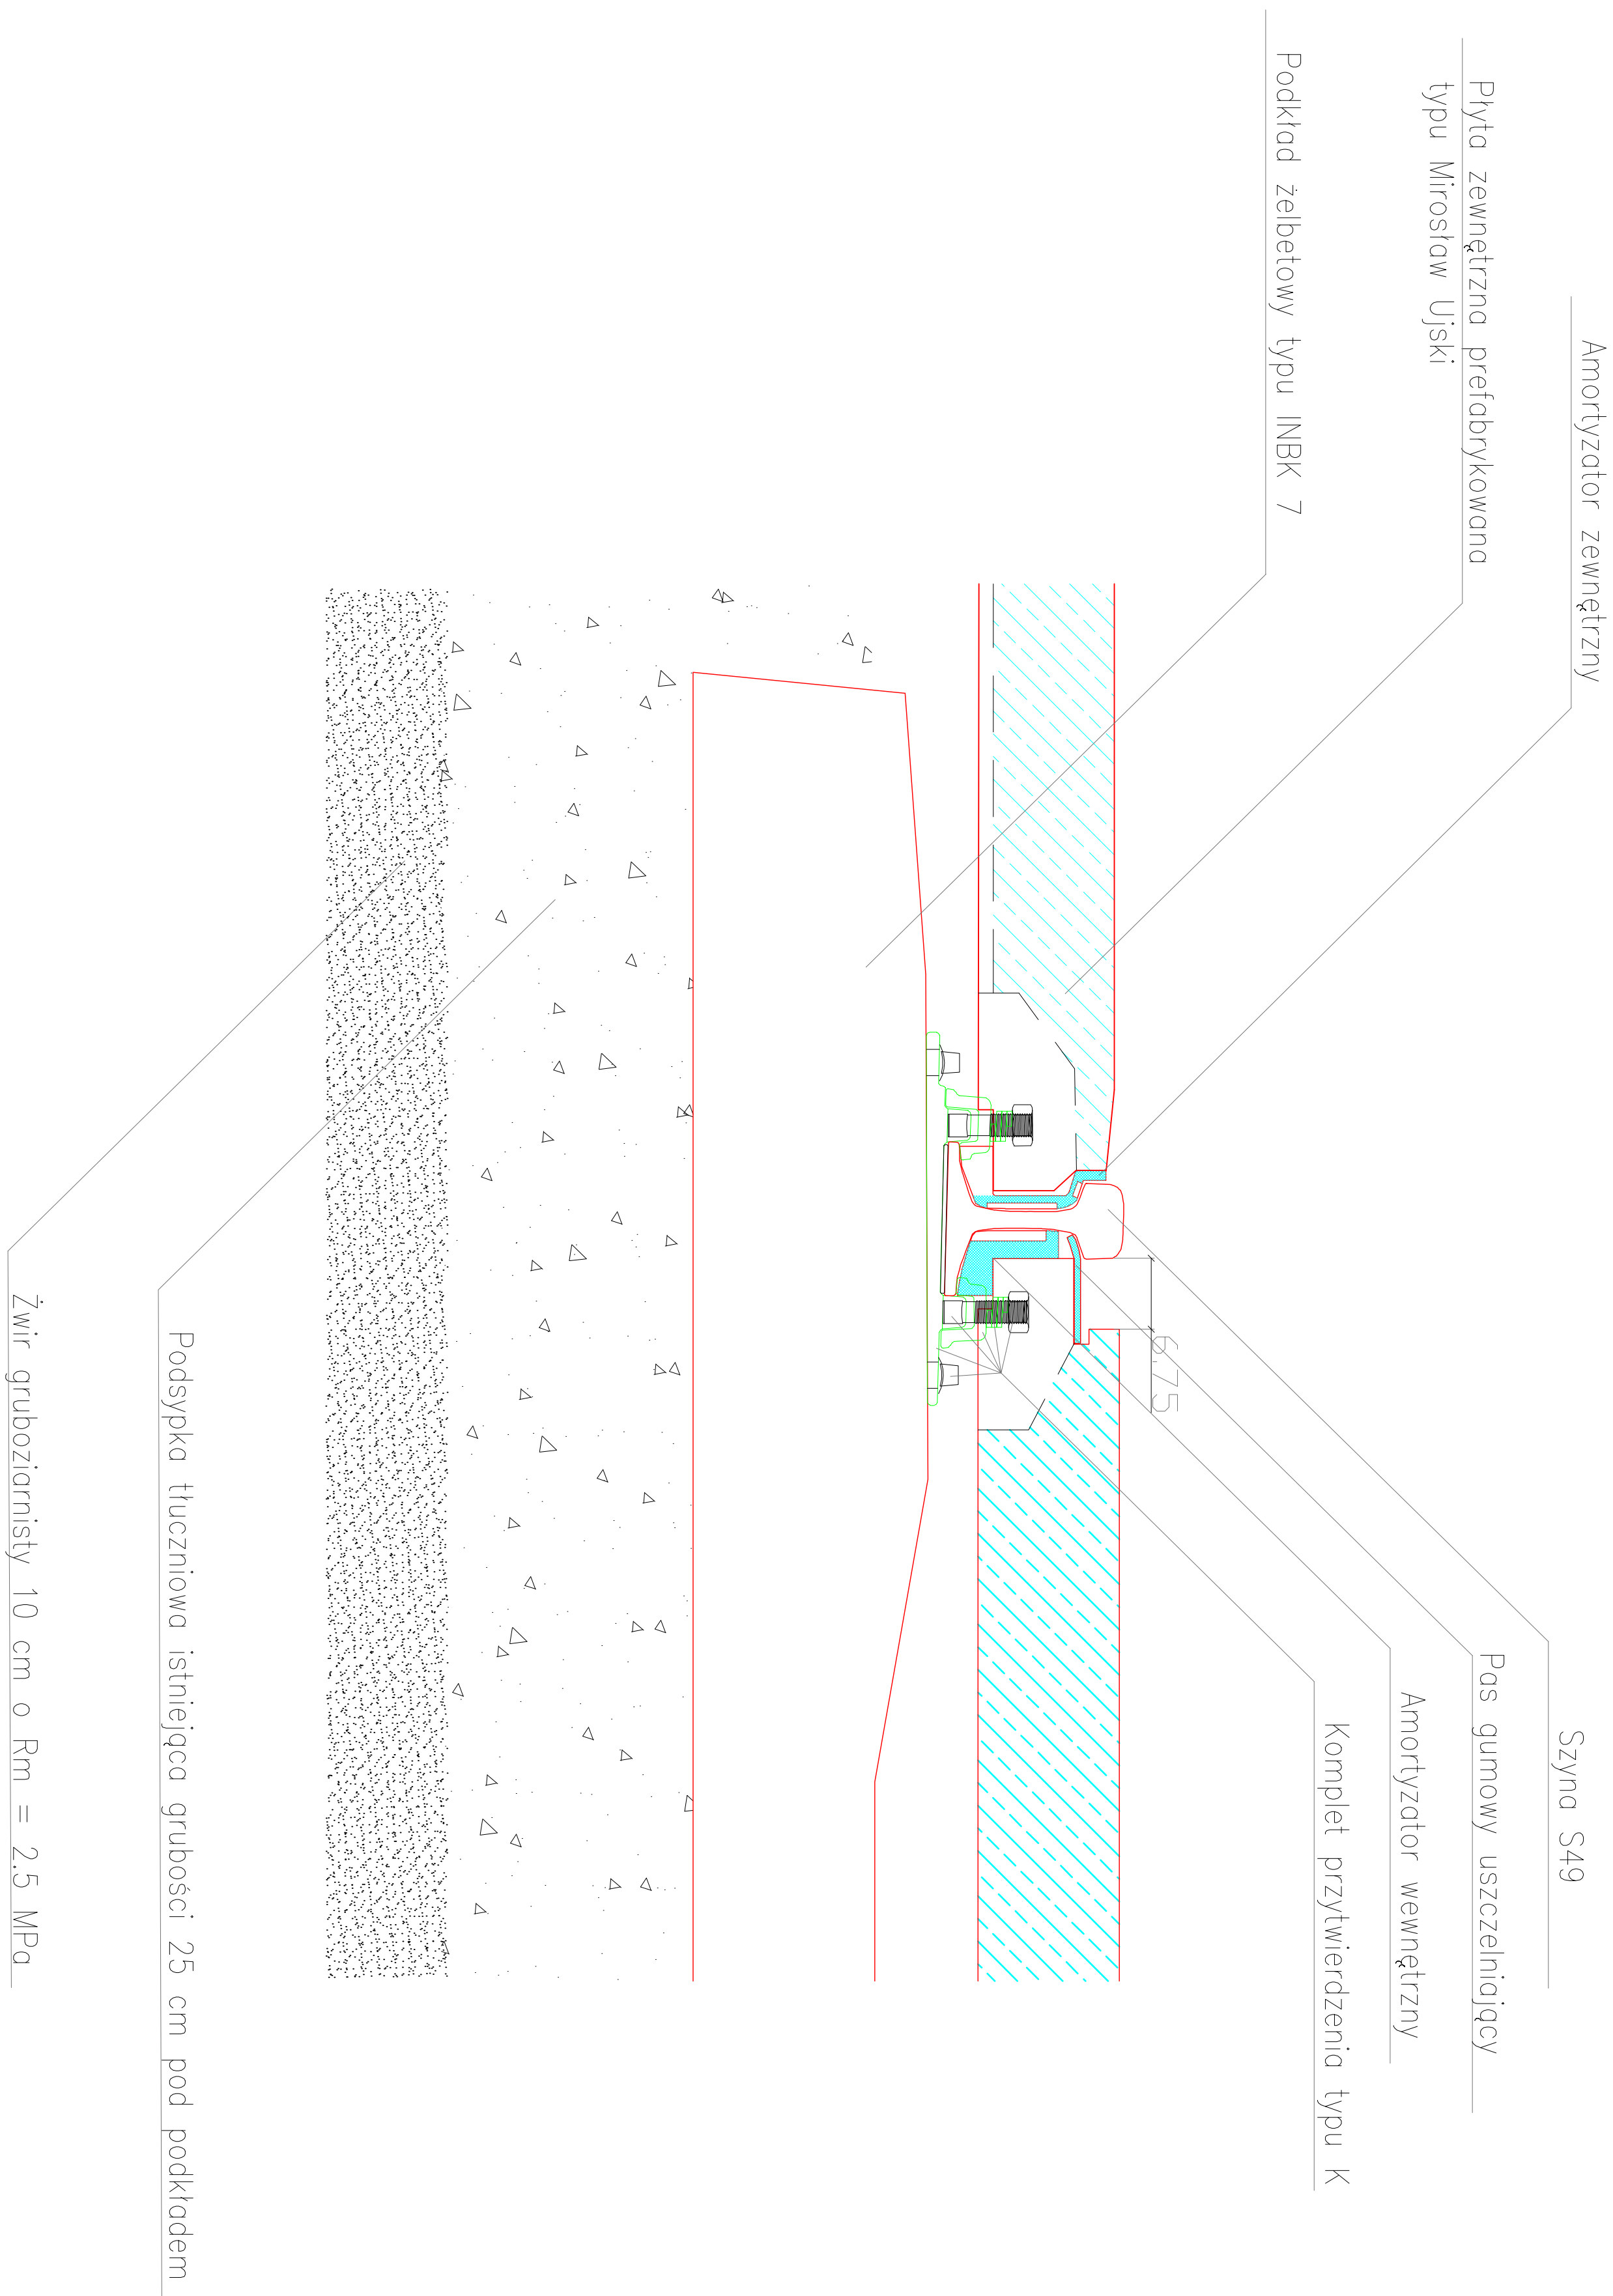 Amortyzator zewnętrzny
Płyta zewnętrzna prefabrykowana
typu Mirosław Ujski
Podkład żelbetowy typu INBK 7
Szyna S49
Pas gumowy uszczelniający
Amortyzator wewnętrzny
Komplet przytwierdzenia typu K
6,75
Podsypka tłuczniowa istniejąca grubości 25 cm pod podkładem
Żwir gruboziarnisty 10 cm o Rm = 2.5 MPa